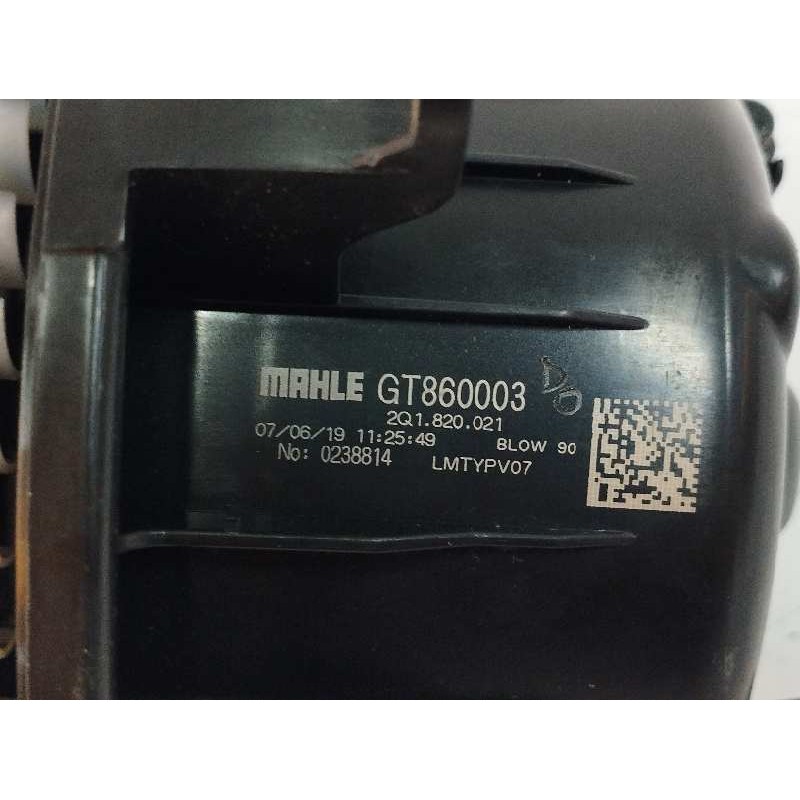 MAHLE GT860003
2Q1.820.021
07/06/19 11:25:49 BLOW 90
No: 0238814 LMTYPV07